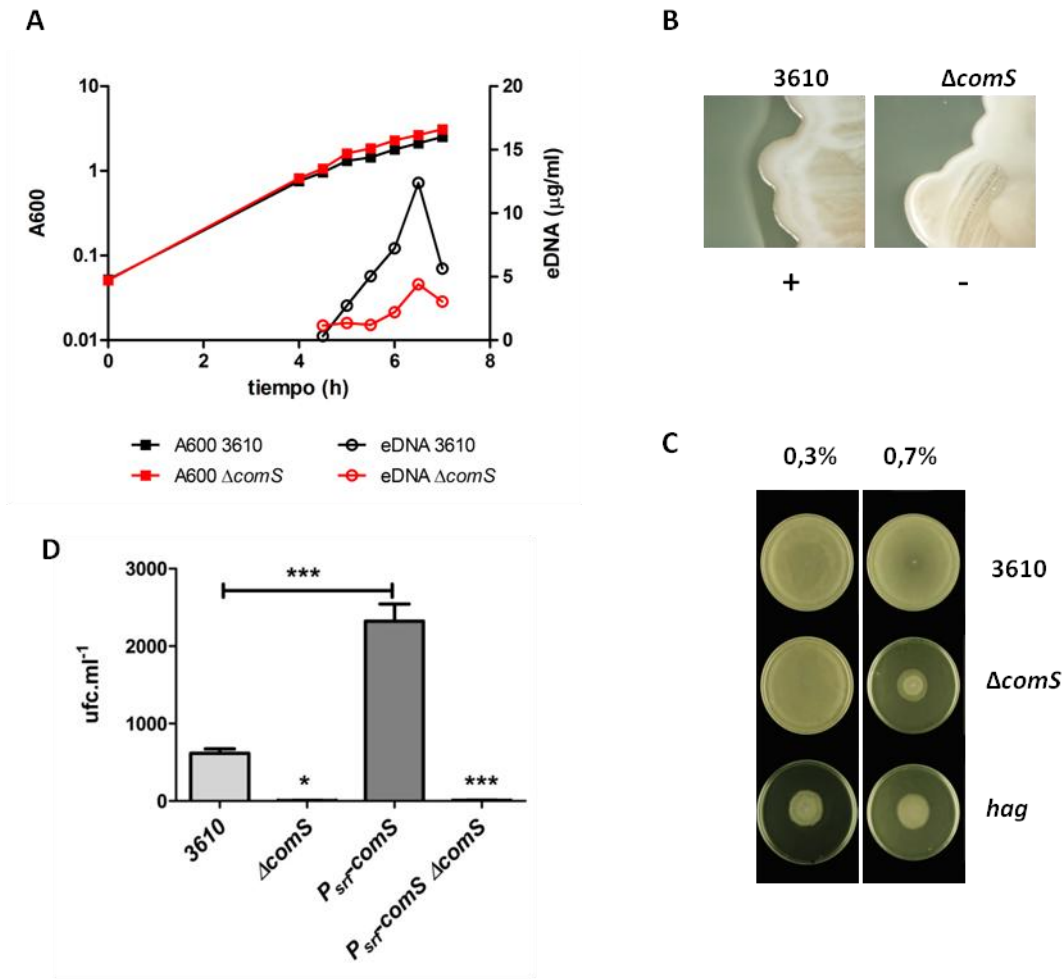 A
10
1
0.1
0.01
A600
20
15
10
5
0
eDNA (µg/ml)
0 2 4 6 8
tiempo (h)
A600 3610 eDNA 3610
A600 ΔcomS eDNA ΔcomS
B
3610 ΔcomS
+ -
C
0,3% 0,7%
3610
ΔcomS
hag
D
3000
2000
1000
0
ufc.ml⁻¹
***
* ***
3610 ΔcomS Psrf-comS Psrf-comS ΔcomS